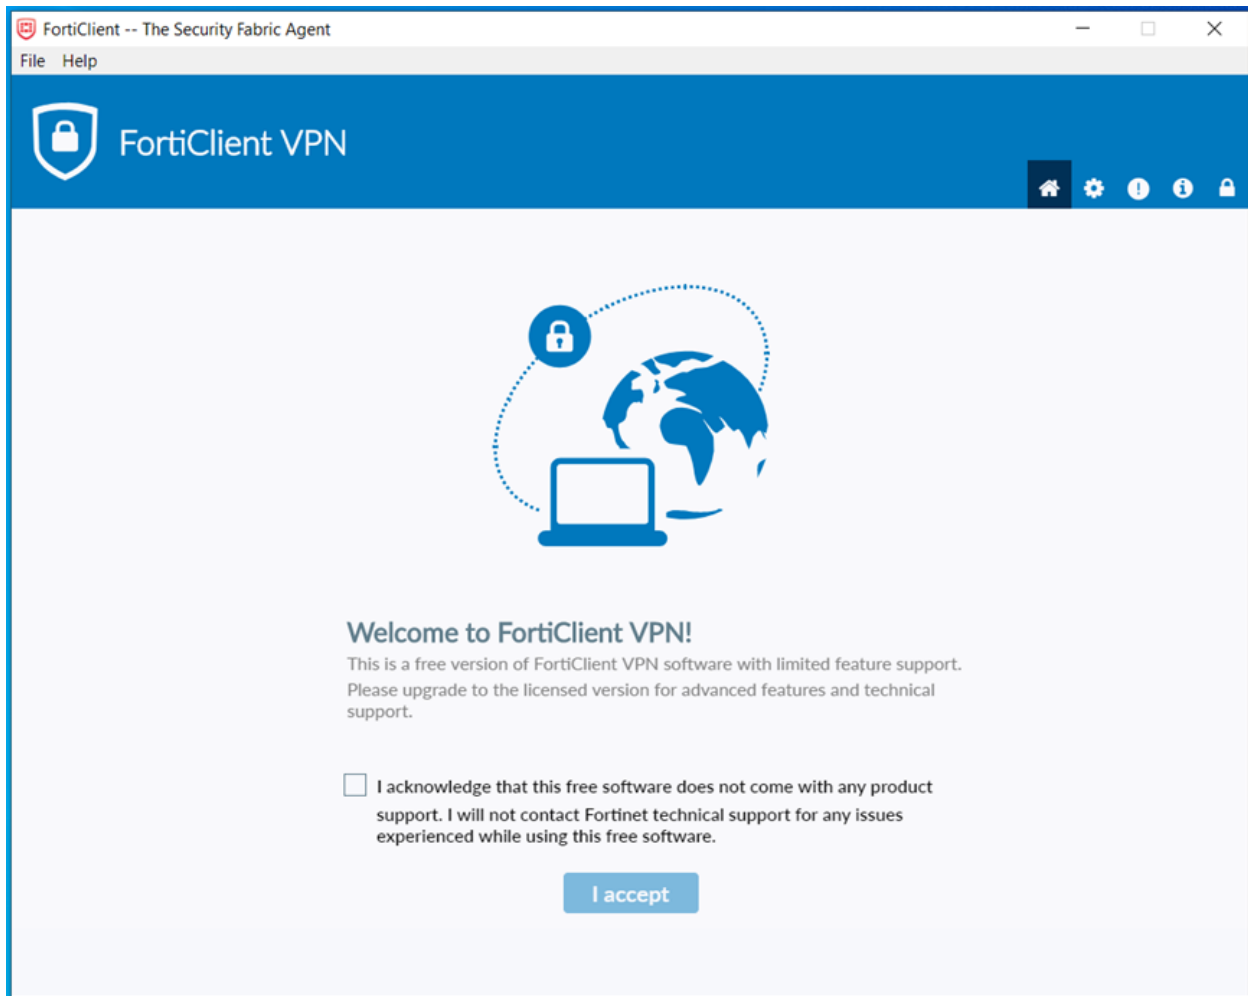 FortiClient -- The Security Fabric Agent
File Help
FortiClient VPN
Welcome to FortiClient VPN!
This is a free version of FortiClient VPN software with limited feature support.
Please upgrade to the licensed version for advanced features and technical
support.
I acknowledge that this free software does not come with any product
support. I will not contact Fortinet technical support for any issues
experienced while using this free software.
I accept